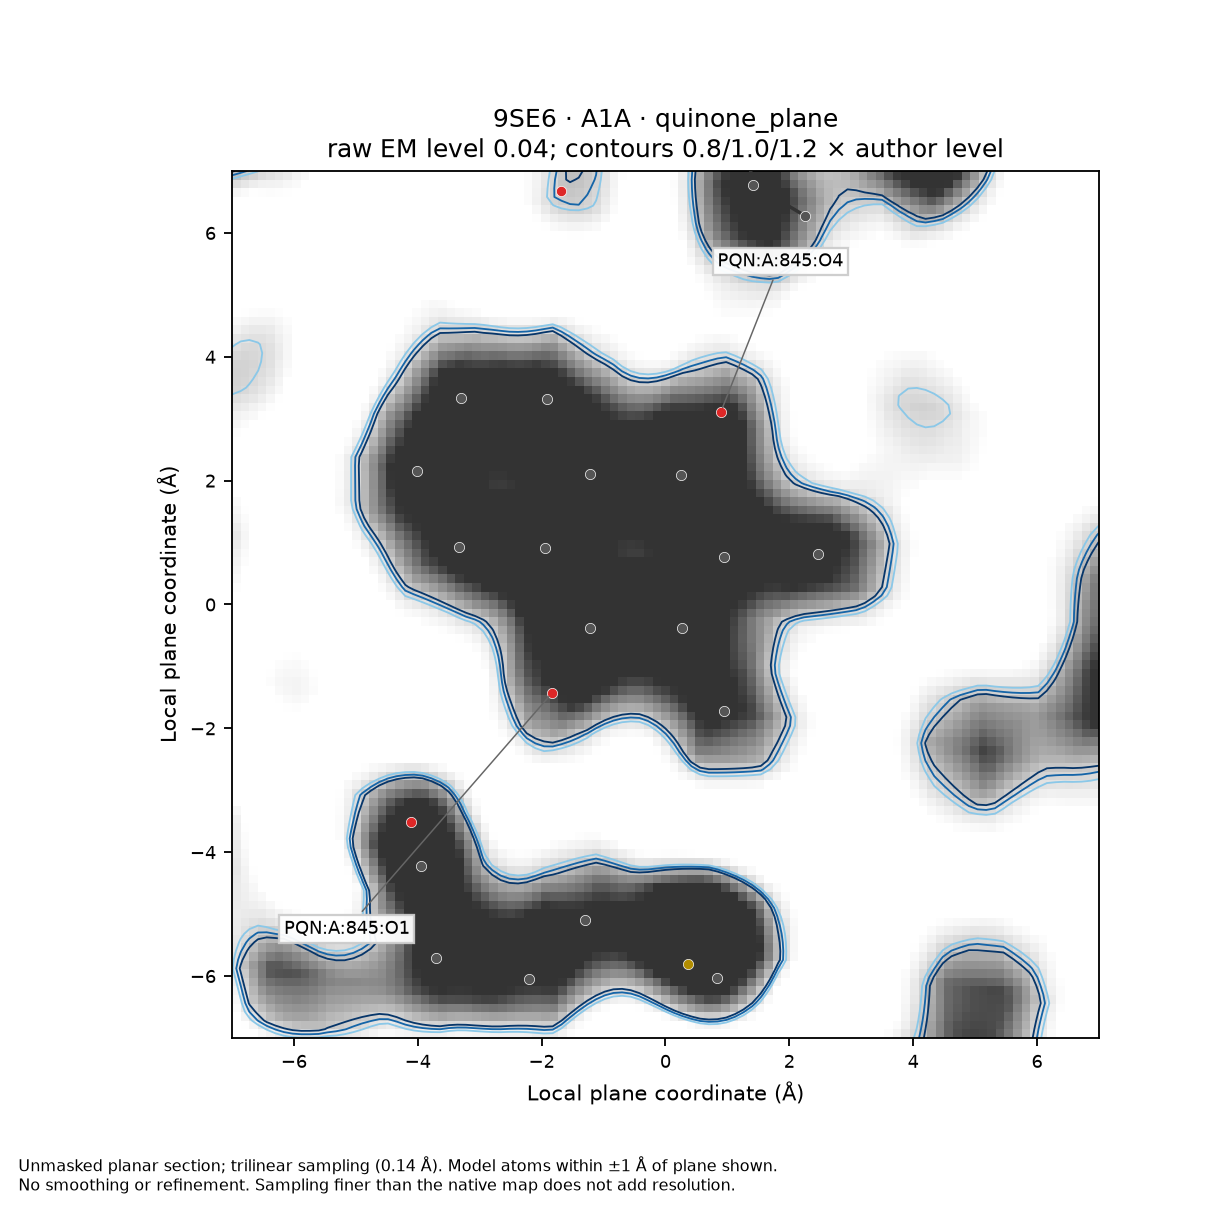 9SE6 · A1A · quinone_plane
raw EM level 0.04; contours 0.8/1.0/1.2 × author level
PQN:A:845:O4
PQN:A:845:O1
6
4
2
0
−2
−4
−6
Local plane coordinate (Å)
−6
−4
−2
0
2
4
6
Local plane coordinate (Å)
Unmasked planar section; trilinear sampling (0.14 Å). Model atoms within ±1 Å of plane shown.
No smoothing or refinement. Sampling finer than the native map does not add resolution.